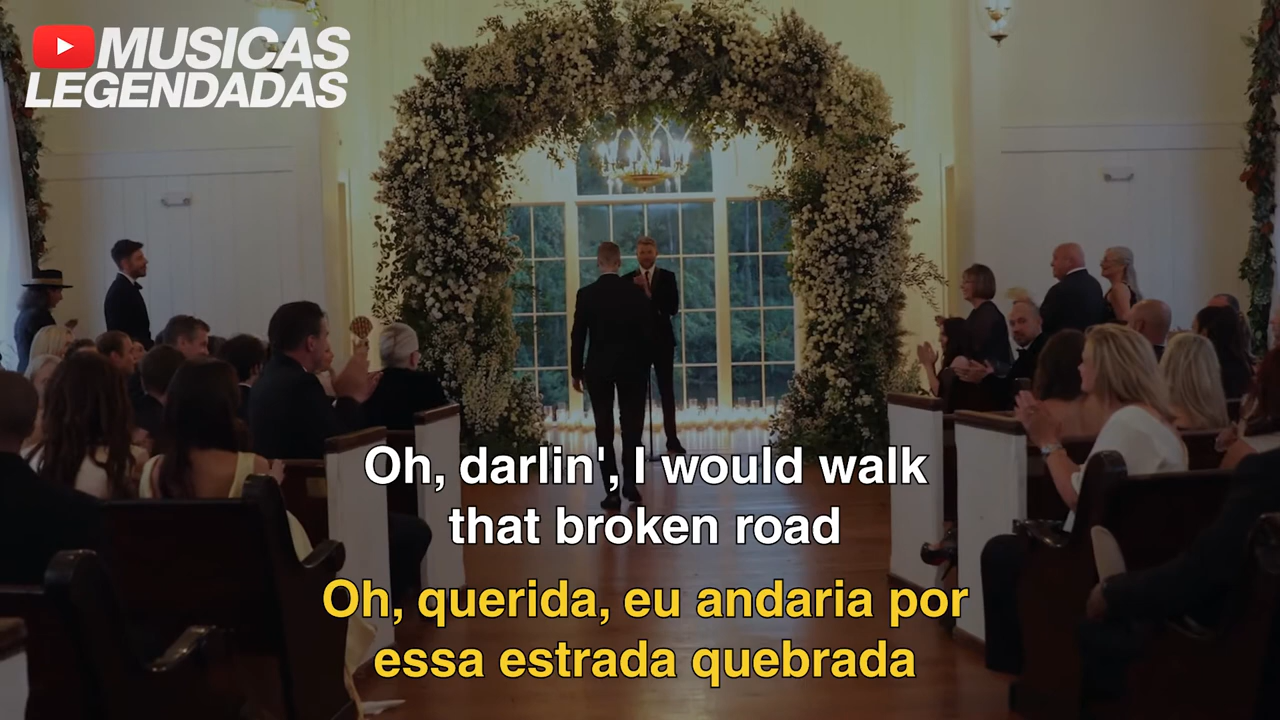 MUSICAS
LEGENDADAS
Oh, darlin', I would walk
that broken road
Oh, querida, eu andaria por
essa estrada quebrada